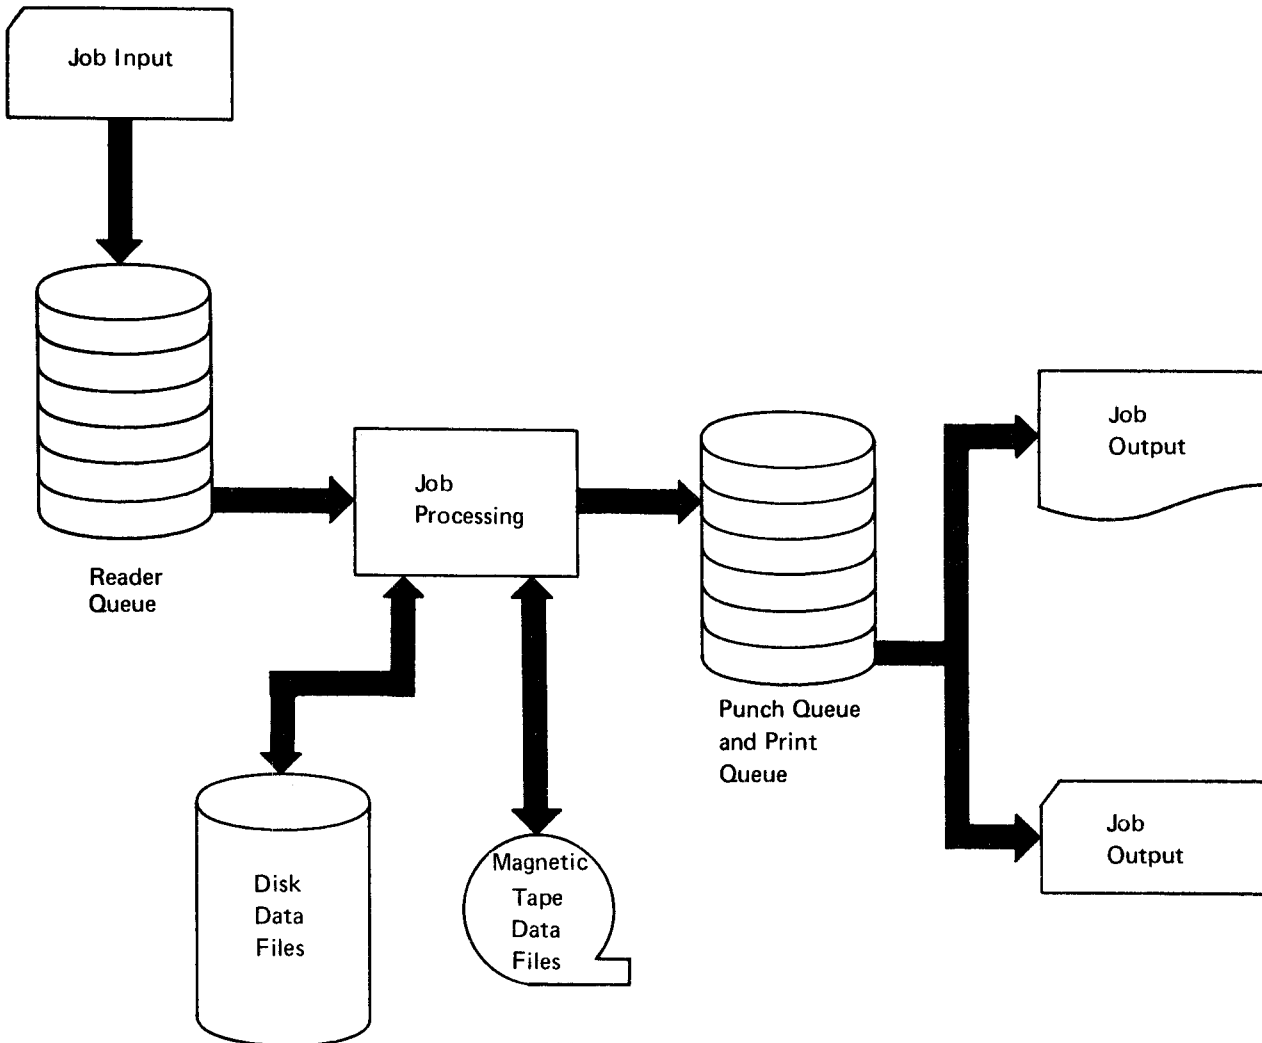 Job Input
Reader
Queue
Job
Processing
Disk
Data
Files
Magnetic
Tape
Data
Files
Punch Queue
and Print
Queue
Job
Output
Job
Output